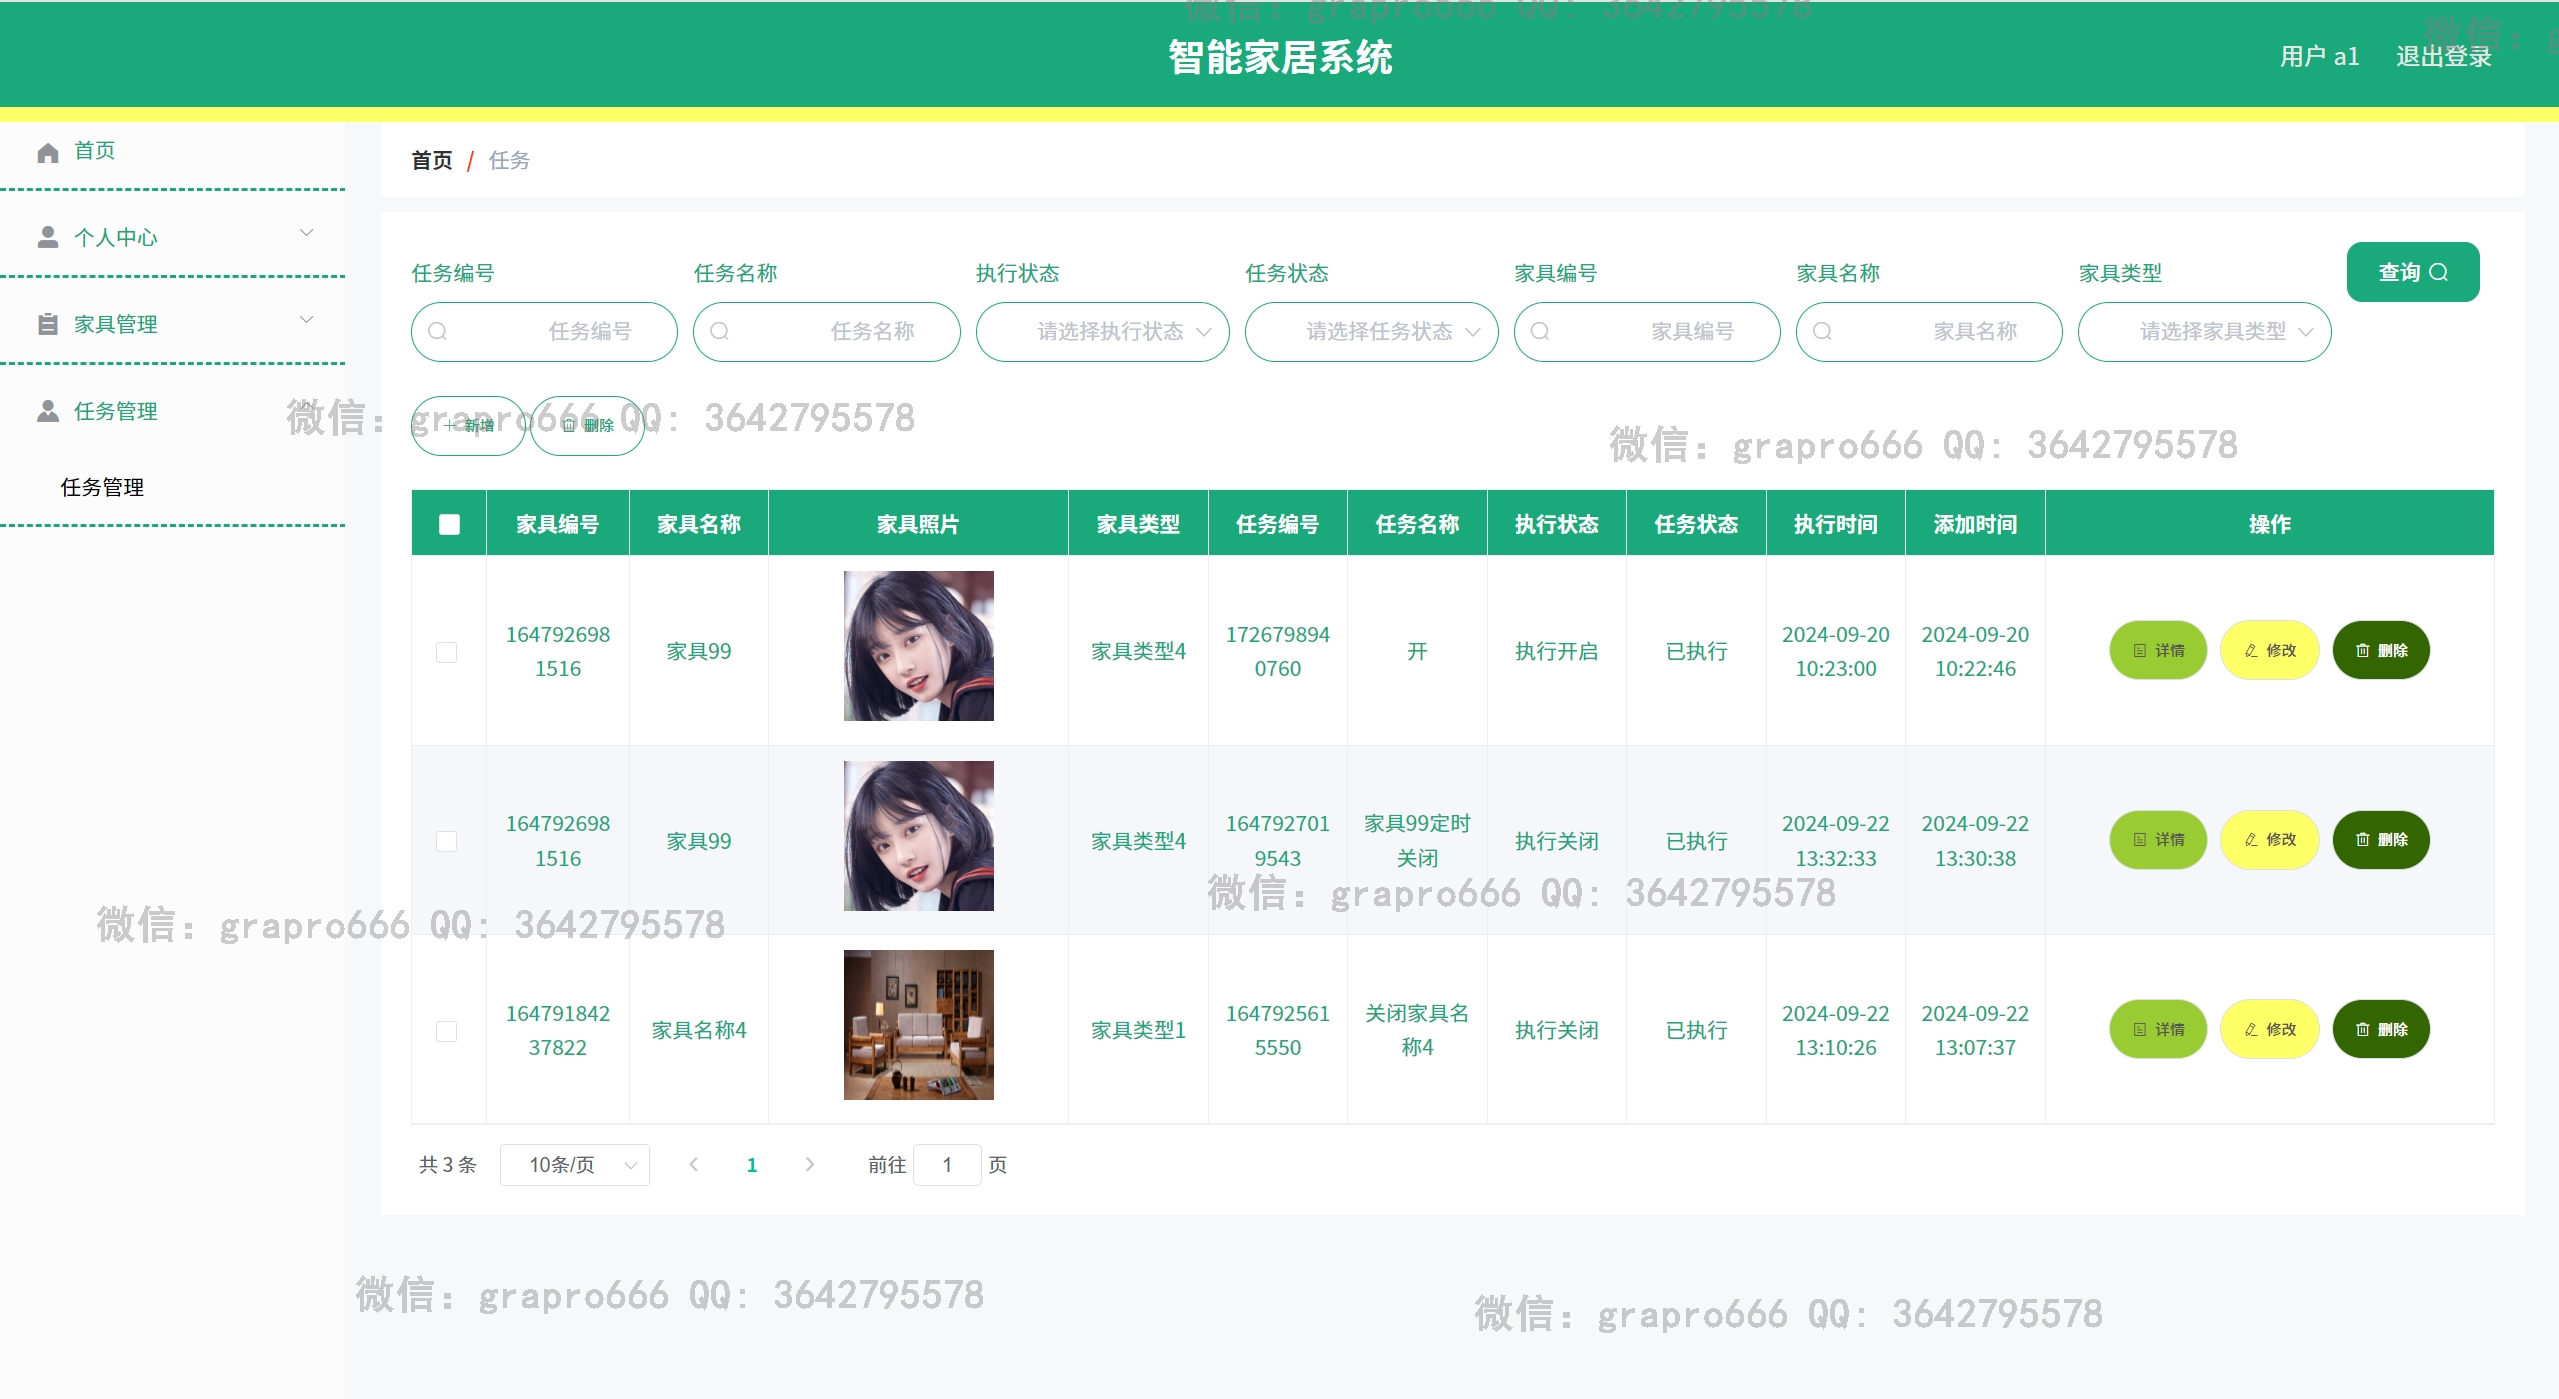 微信: grapro666 QQ: 3642795578
智能家居系统
用户 a1 退出登录
微信: g
首页
个人中心
家具管理
任务管理
任务管理
首页 / 任务
任务编号 任务名称 执行状态 任务状态 家具编号 家具名称 家具类型 查询
任务编号 任务名称 请选择执行状态 请选择任务状态 家具编号 家具名称 请选择家具类型
新增 删除
微信: grapro666 QQ: 3642795578
微信: grapro666 QQ: 3642795578
家具编号 家具名称 家具照片 家具类型 任务编号 任务名称 执行状态 任务状态 执行时间 添加时间 操作
164792698 172679894 2024-09-20 2024-09-20
家具99 家具类型4 开 执行开启 已执行 详情 修改 删除
1516 0760 10:23:00 10:22:46
164792698 164792701 家具99定时 2024-09-22 2024-09-22
家具99 家具类型4 执行关闭 已执行 详情 修改 删除
1516 9543 关闭 13:32:33 13:30:38
微信: grapro666 QQ: 3642795578
微信: grapro666 QQ: 3642795578
164791842 164792561 关闭家具名 2024-09-22 2024-09-22
家具名称4 家具类型1 执行关闭 已执行 详情 修改 删除
37822 5550 称4 13:10:26 13:07:37
共 3 条 10条/页 1 前往 1 页
微信: grapro666 QQ: 3642795578
微信: grapro666 QQ: 3642795578